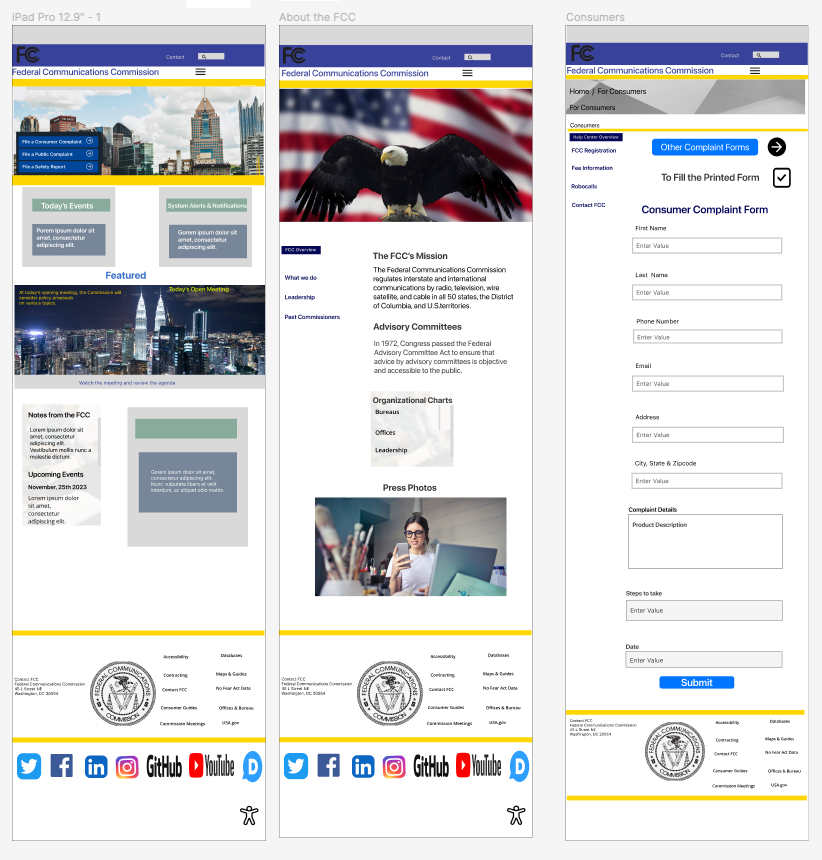 iPad Pro 12.9" - 1
FCC
Contact
Federal Communications Commission
File a Consumer Complaint
File a Public Complaint
File a Safety Report
Today's Events
Porem ipsum dolor sit
amet, consectetur
adipiscing elit.
System Alerts & Notifications
Gorem ipsum dolor sit
amet, consectetur
adipiscing elit.
Featured
At today's opening meeting, the Commission will
consider policy proposals
on various topics.
Today's Open Meeting
Watch the meeting and review the agenda.
Notes from the FCC
Lorem ipsum dolor sit
amet, consectetur
adipiscing elit.
Vestibulum mollis nunc a
molestie dictum.
Upcoming Events
November, 25th 2023
Lorem ipsum dolor
sit amet,
consectetur
adipiscing elit.
Gorem ipsum dolor sit amet,
consectetur adipiscing elit.
Nunc vulputate libero et velit
interdum, ac aliquet odio mattis.
Contact FCC
Federal Communications Commission
45 L Street NE
Washington, DC 20554
FEDERAL COMMUNICATIONS
COMMISSION
Accessibility
Contracting
Contact FCC
Consumer Guides
Commission Meetings
Databases
Maps & Guides
No Fear Act Data
Offices & Bureau
USA.gov
GitHub
YouTube
About the FCC
FCC
Contact
Federal Communications Commission
FCC Overview
What we do
Leadership
Past Commissioners
The FCC's Mission
The Federal Communications Commission
regulates interstate and international
communications by radio, television, wire
satellite, and cable in all 50 states, the District
of Columbia, and U.S.territories.
Advisory Committees
In 1972, Congress passed the Federal
Advisory Committee Act to ensure that
advice by advisory committees is objective
and accessible to the public.
Organizational Charts
Bureaus
Offices
Leadership
Press Photos
Contact FCC
Federal Communications Commission
45 L Street NE
Washington, DC 20554
FEDERAL COMMUNICATIONS
COMMISSION
Accessibility
Contracting
Contact FCC
Consumer Guides
Commission Meetings
Databases
Maps & Guides
No Fear Act Data
Offices & Bureau
USA.gov
GitHub
YouTube
Consumers
FCC
Contact
Federal Communications Commission
Home / For Consumers
For Consumers
Consumers
Help Center Overview
FCC Registration
Fee Information
Robocalls
Contact FCC
Other Complaint Forms
To Fill the Printed Form
Consumer Complaint Form
First Name
Enter Value
Last Name
Enter Value
Phone Number
Enter Value
Email
Enter Value
Address
Enter Value
City, State & Zipcode
Enter Value
Complaint Details
Product Description
Steps to take
Enter Value
Date
Enter Value
Submit
Contact FCC
Federal Communications Commission
45 L Street NE
Washington, DC 20554
FEDERAL COMMUNICATIONS
COMMISSION
Accessibility
Contracting
Contact FCC
Consumer Guides
Commission Meetings
Databases
Maps & Guides
No Fear Act Data
Offices & Bureau
USA.gov